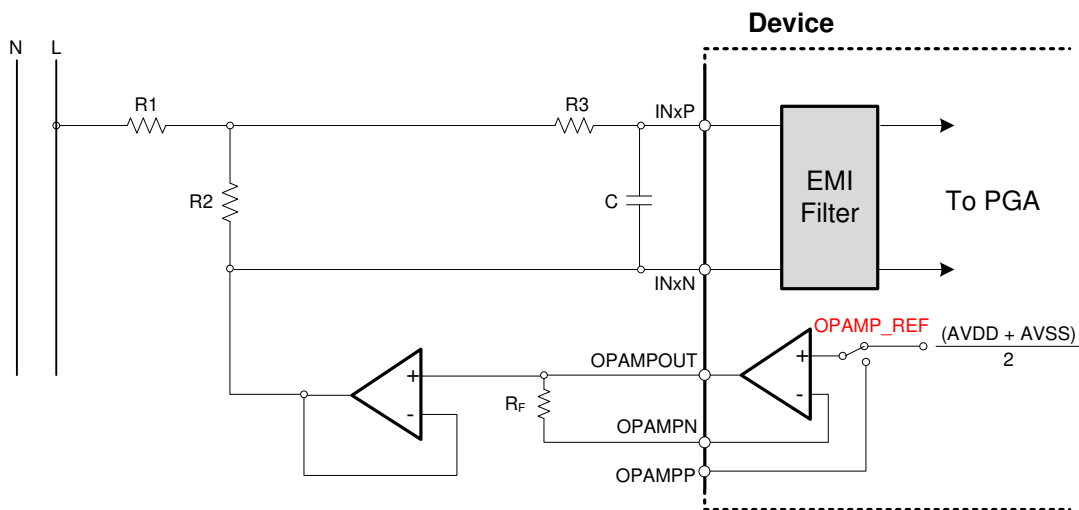 Device
N L
R1
R3
INxP
R2
C
EMI
Filter
To PGA
INxN
OPAMP_REF
(AVDD + AVSS)
2
OPAMPOUT
+
-
+
-
RF
OPAMPN
OPAMPP